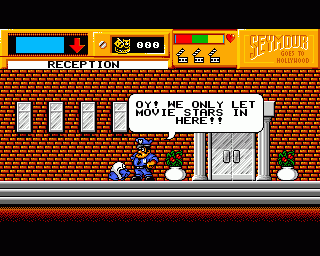 000
SEYMOUR
GOES TO
HOLLYWOOD
RECEPTION
OY! WE ONLY LET
MOVIE STARS IN
HERE!!